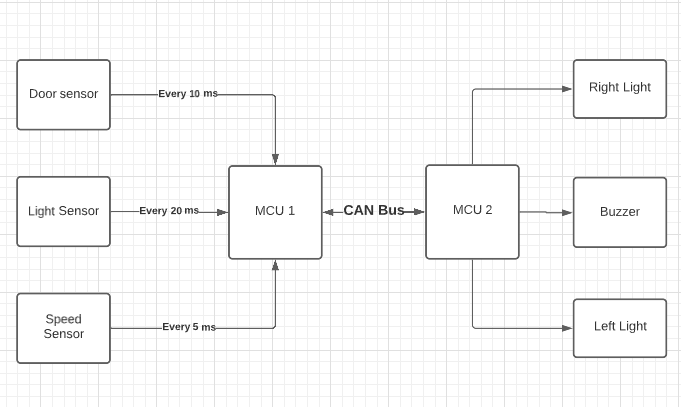 Door sensor
Every 10 ms
Right Light
Light Sensor
Every 20 ms
MCU 1
CAN Bus
MCU 2
Buzzer
Speed
Sensor
Every 5 ms
Left Light